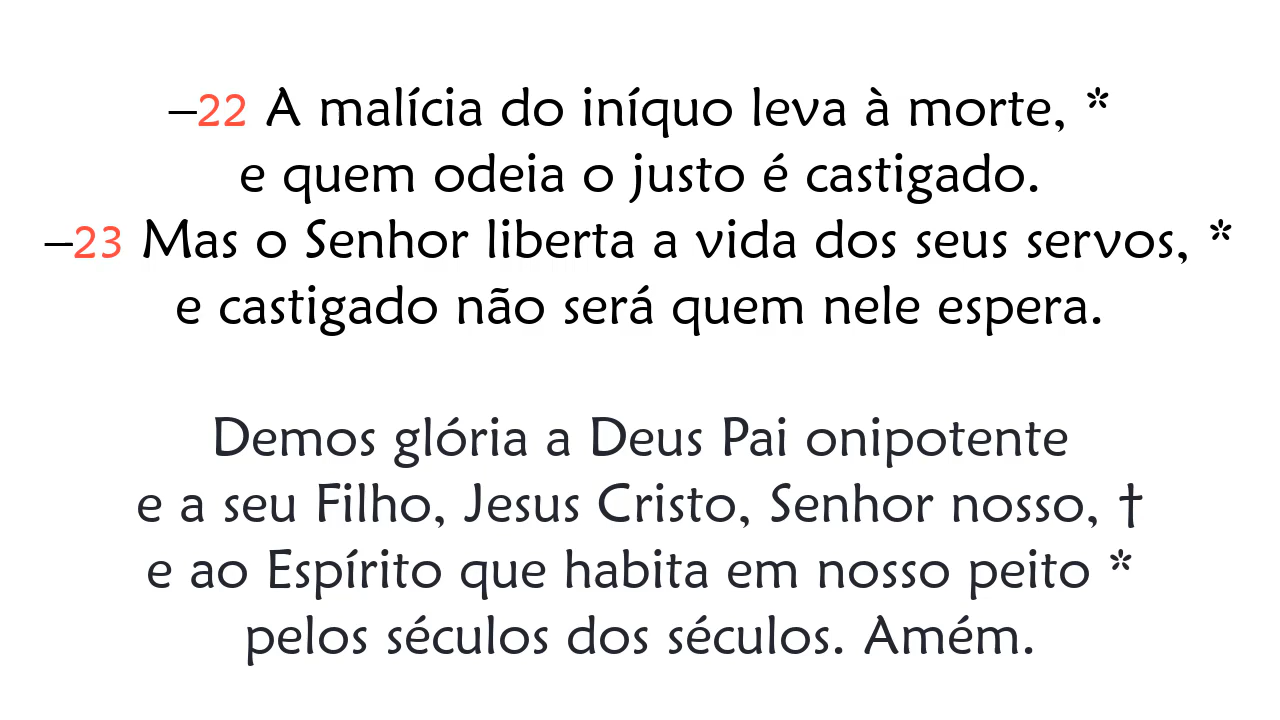 –22 A malícia do iníquo leva à morte, *
e quem odeia o justo é castigado.
–23 Mas o Senhor liberta a vida dos seus servos, *
e castigado não será quem nele espera.
Demos glória a Deus Pai onipotente
e a seu Filho, Jesus Cristo, Senhor nosso, †
e ao Espírito que habita em nosso peito *
pelos séculos dos séculos. Amém.